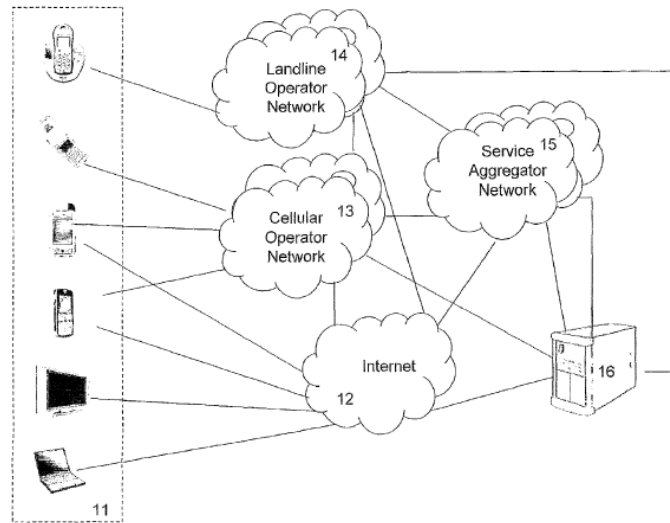 14
Landline
Operator
Network
15
Service
Aggregator
Network
13
Cellular
Operator
Network
Internet
12
16
11